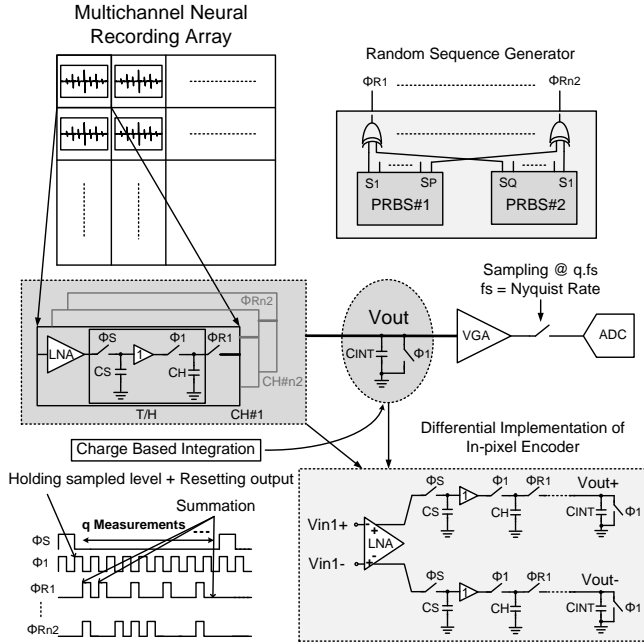 Multichannel Neural
Recording Array
Random Sequence Generator
ΦR1
ΦRn2
S1
SP
SQ
S1
PRBS#1
PRBS#2
Sampling @ q.fs
fs = Nyquist Rate
ΦRn2
Vout
ΦS
Φ1
ΦR1
LNA
1
CS
CH
CINT
Φ1
VGA
ADC
CH#n2
T/H
CH#1
Charge Based Integration
Differential Implementation of
In-pixel Encoder
Holding sampled level + Resetting output
Summation
q Measurements
ΦS
Φ1
ΦR1
ΦRn2
ΦS
Φ1
ΦR1
Vout+
1
CS
CH
CINT
Φ1
Vin1+
- +
LNA
+ -
Vin1-
ΦS
Φ1
ΦR1
Vout-
1
CS
CH
CINT
Φ1